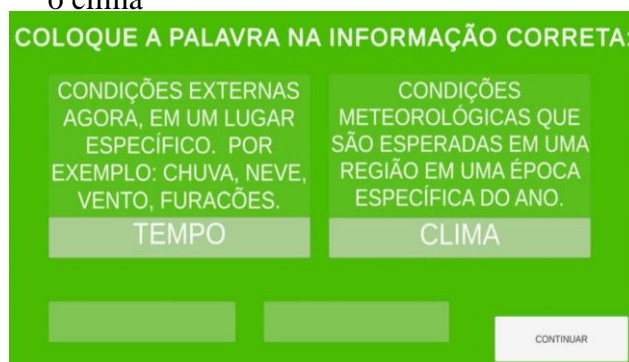 o clima
COLOQUE A PALAVRA NA INFORMAÇÃO CORRETA:
CONDIÇÕES EXTERNAS
AGORA, EM UM LUGAR
ESPECÍFICO. POR
EXEMPLO: CHUVA, NEVE,
VENTO, FURACÕES.
TEMPO
CONDIÇÕES
METEOROLÓGICAS QUE
SÃO ESPERADAS EM UMA
REGIÃO EM UMA ÉPOCA
ESPECÍFICA DO ANO.
CLIMA
CONTINUAR